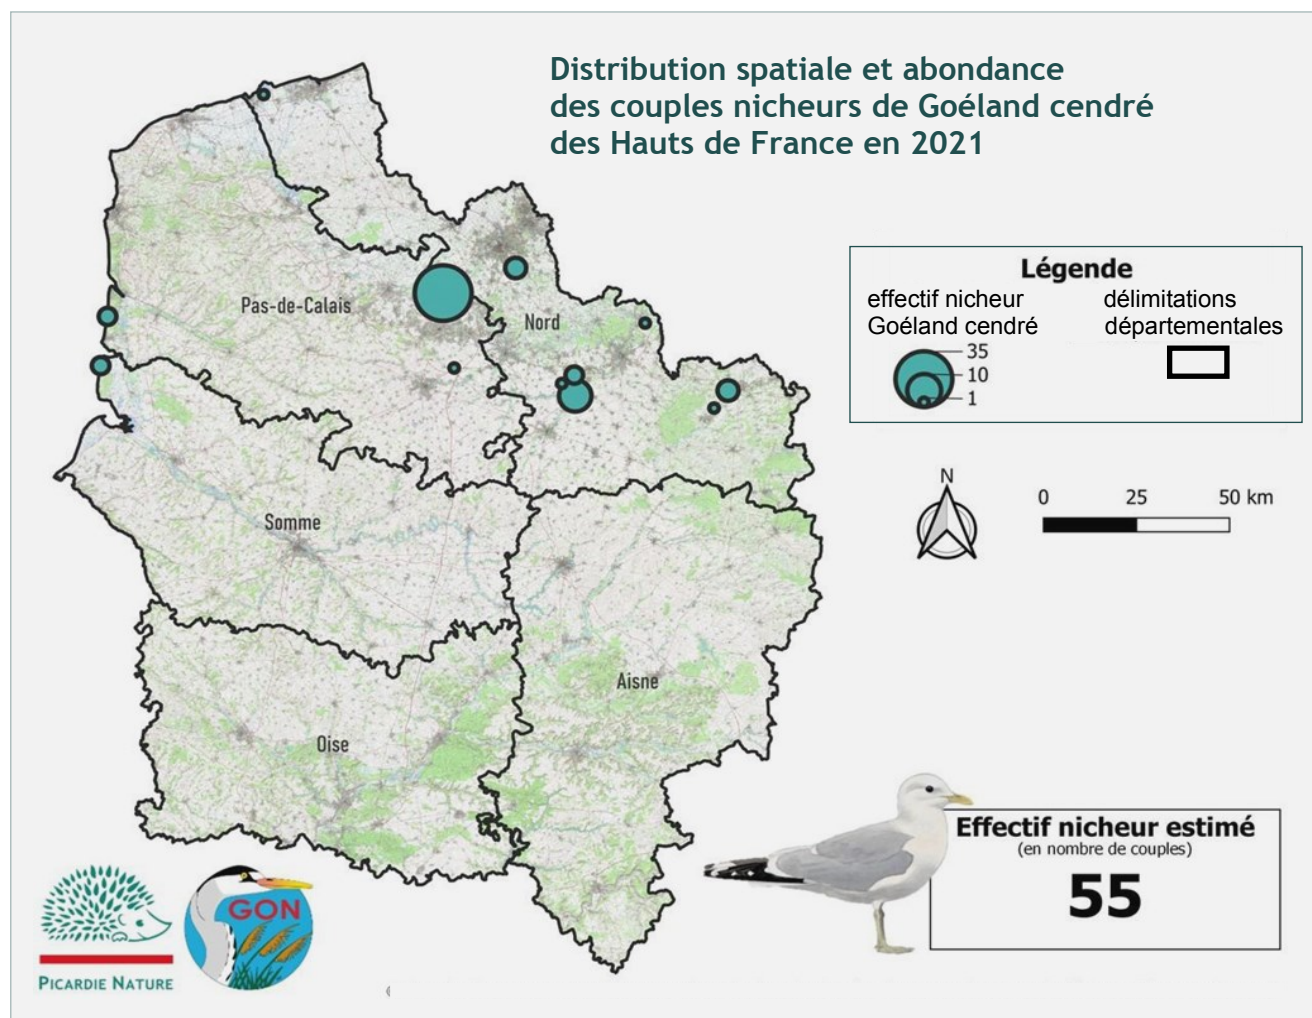 Distribution spatiale et abondance
des couples nicheurs de Goéland cendré
des Hauts de France en 2021
Légende
effectif nicheur
Goéland cendré
délimitations
départementales
35
10
1
Pas-de-Calais
Nord
N
0 25 50 km
Somme
Aisne
Oise
Effectif nicheur estimé
(en nombre de couples)
55
GON
PICARDIE NATURE